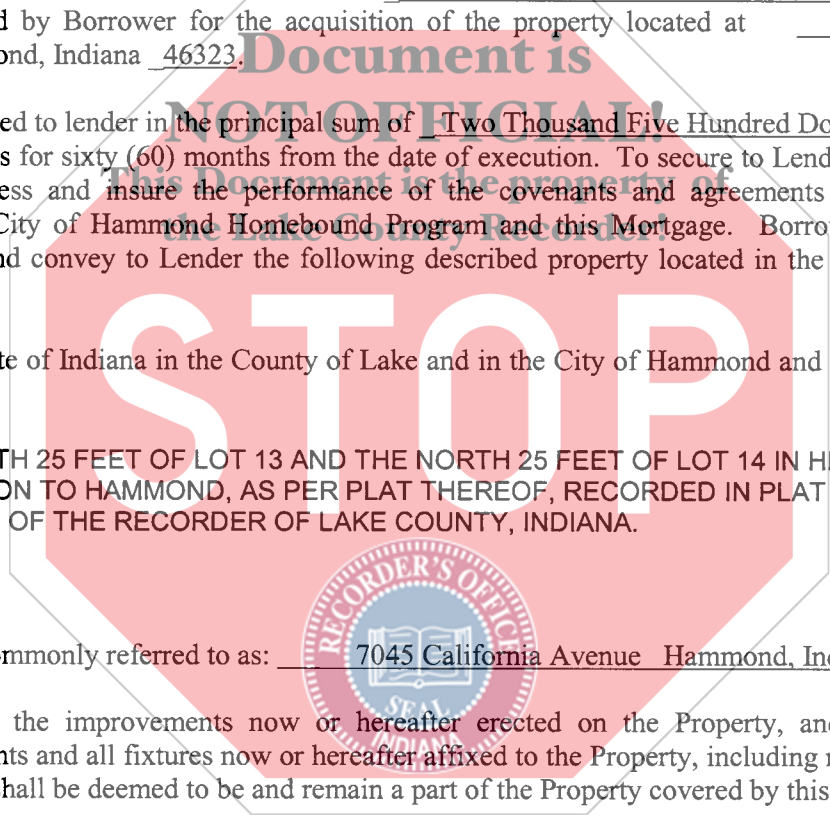 d by Borrower for the acquisition of the property located at
ond, Indiana 46323.
Document is
ed to lender in the principal sum of Two Thousand Five Hundred Do
NOT OFFICIAL!
s for sixty (60) months from the date of execution. To secure to Lend
This Document is the property of
ess and insure the performance of the covenants and agreements
the Lake County Recorder!
City of Hammond Homebound Program and this Mortgage. Borro
nd convey to Lender the following described property located in the
STOP
te of Indiana in the County of Lake and in the City of Hammond and
TH 25 FEET OF LOT 13 AND THE NORTH 25 FEET OF LOT 14 IN H
ON TO HAMMOND, AS PER PLAT THEREOF, RECORDED IN PLAT
OF THE RECORDER OF LAKE COUNTY, INDIANA.
RECORDER'S OFFICE
mmonly referred to as: 7045 California Avenue Hammond, Ind
SEAL
INDIANA
the improvements now or hereafter erected on the Property, and
nts and all fixtures now or hereafter affixed to the Property, including r
hall be deemed to be and remain a part of the Property covered by this